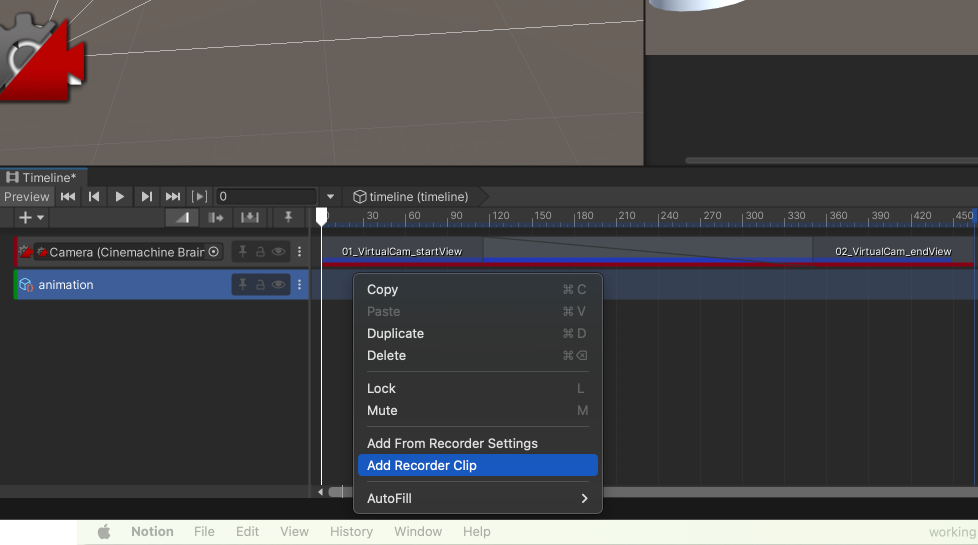 Timeline*
Preview
0
timeline (timeline)
30 60 90 120 150 180 210 240 270 300 330 360 390 420 450
Camera (Cinemachine Brain
01_VirtualCam_startView
02_VirtualCam_endView
animation
Copy ⌘ C
Paste ⌘ V
Duplicate ⌘ D
Delete ⌘ ⌫
Lock L
Mute M
Add From Recorder Settings
Add Recorder Clip
AutoFill
Notion File Edit View History Window Help
working